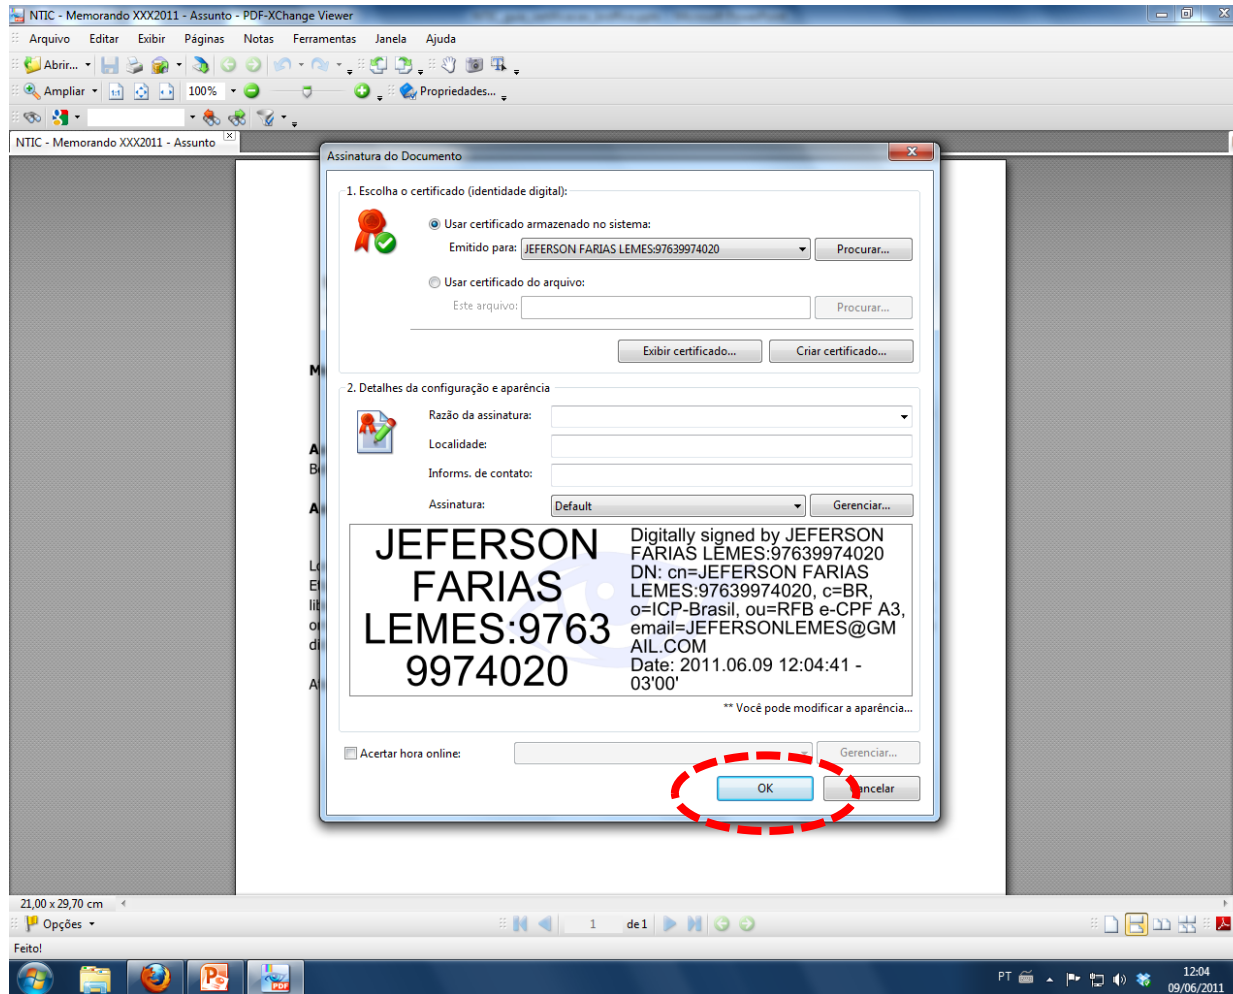 NTIC - Memorando XXX2011 - Assunto - PDF-XChange Viewer
Arquivo Editar Exibir Páginas Notas Ferramentas Janela Ajuda
Abrir...
Ampliar 100% Propriedades...
NTIC - Memorando XXX2011 - Assunto
Assinatura do Documento
1. Escolha o certificado (identidade digital):
Usar certificado armazenado no sistema:
Emitido para: JEFERSON FARIAS LEMES:97639974020 Procurar...
Usar certificado do arquivo:
Este arquivo: Procurar...
Exibir certificado... Criar certificado...
2. Detalhes da configuração e aparência
Razão da assinatura:
Localidade:
Informs. de contato:
Assinatura: Default Gerenciar...
JEFERSON
FARIAS
LEMES:9763
9974020
Digitally signed by JEFERSON
FARIAS LEMES:97639974020
DN: cn=JEFERSON FARIAS
LEMES:97639974020, c=BR,
o=ICP-Brasil, ou=RFB e-CPF A3,
email=JEFERSONLEMES@GM
AIL.COM
Date: 2011.06.09 12:04:41 -
03'00'
** Você pode modificar a aparência...
Acertar hora online: Gerenciar...
OK Cancelar
21,00 x 29,70 cm
Opções 1 de 1
Feito!
PT 12:04
09/06/2011